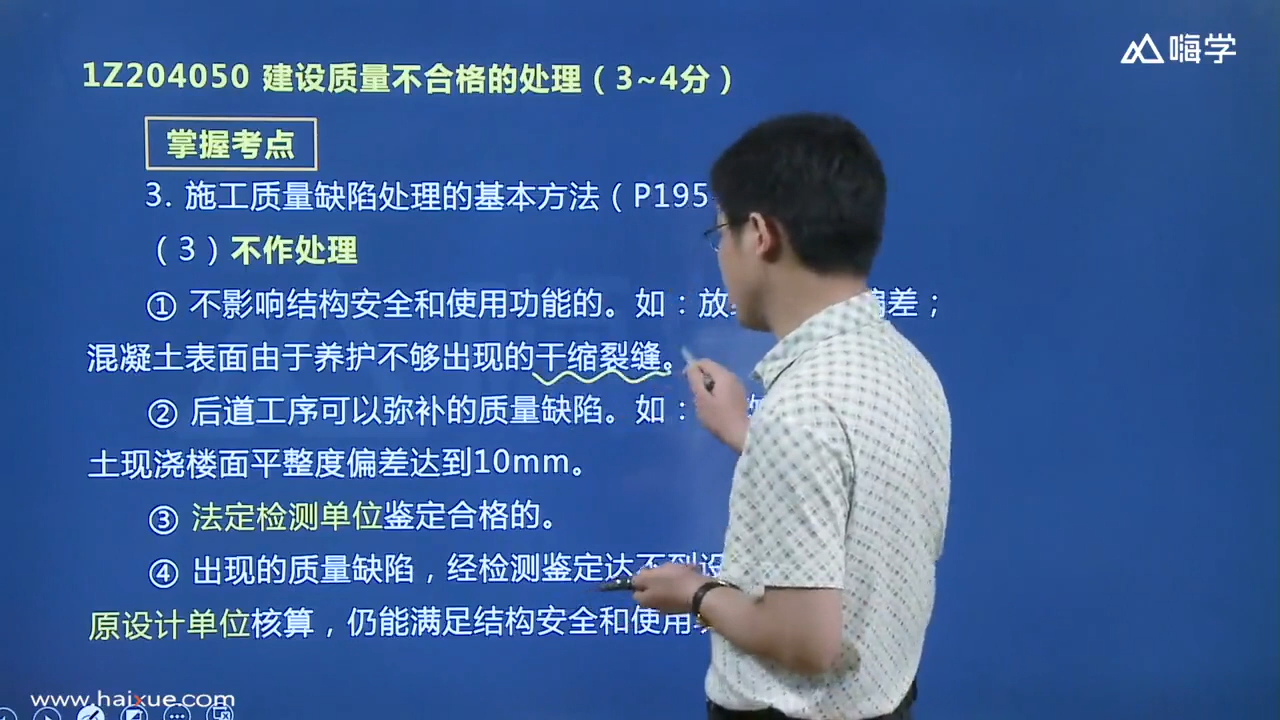 嗨学
1Z204050 建设质量不合格的处理（3~4分）
掌握考点
3. 施工质量缺陷处理的基本方法（P195
（3）不作处理
① 不影响结构安全和使用功能的。如：放 偏差；
混凝土表面由于养护不够出现的干缩裂缝。
② 后道工序可以弥补的质量缺陷。如：
土现浇楼面平整度偏差达到10mm。
③ 法定检测单位鉴定合格的。
④ 出现的质量缺陷，经检测鉴定达不到设
原设计单位核算，仍能满足结构安全和使用
www.haixue.com